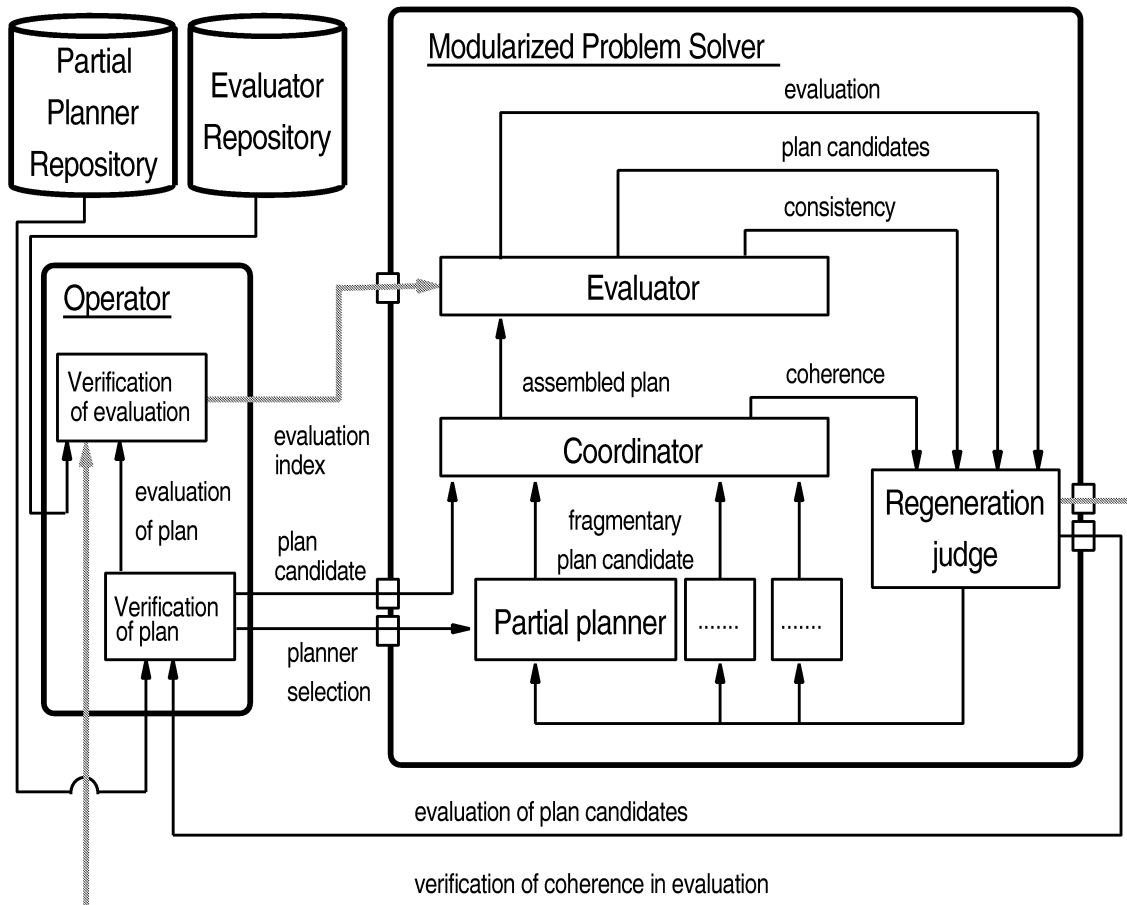 Partial
Planner
Repository
Evaluator
Repository
Modularized Problem Solver
evaluation
plan candidates
consistency
Evaluator
Operator
Verification
of evaluation
assembled plan
coherence
evaluation
index
Coordinator
evaluation
of plan
fragmentary
plan candidate
Regeneration
judge
plan
candidate
Verification
of plan
Partial planner
.......
.......
planner
selection
evaluation of plan candidates
verification of coherence in evaluation